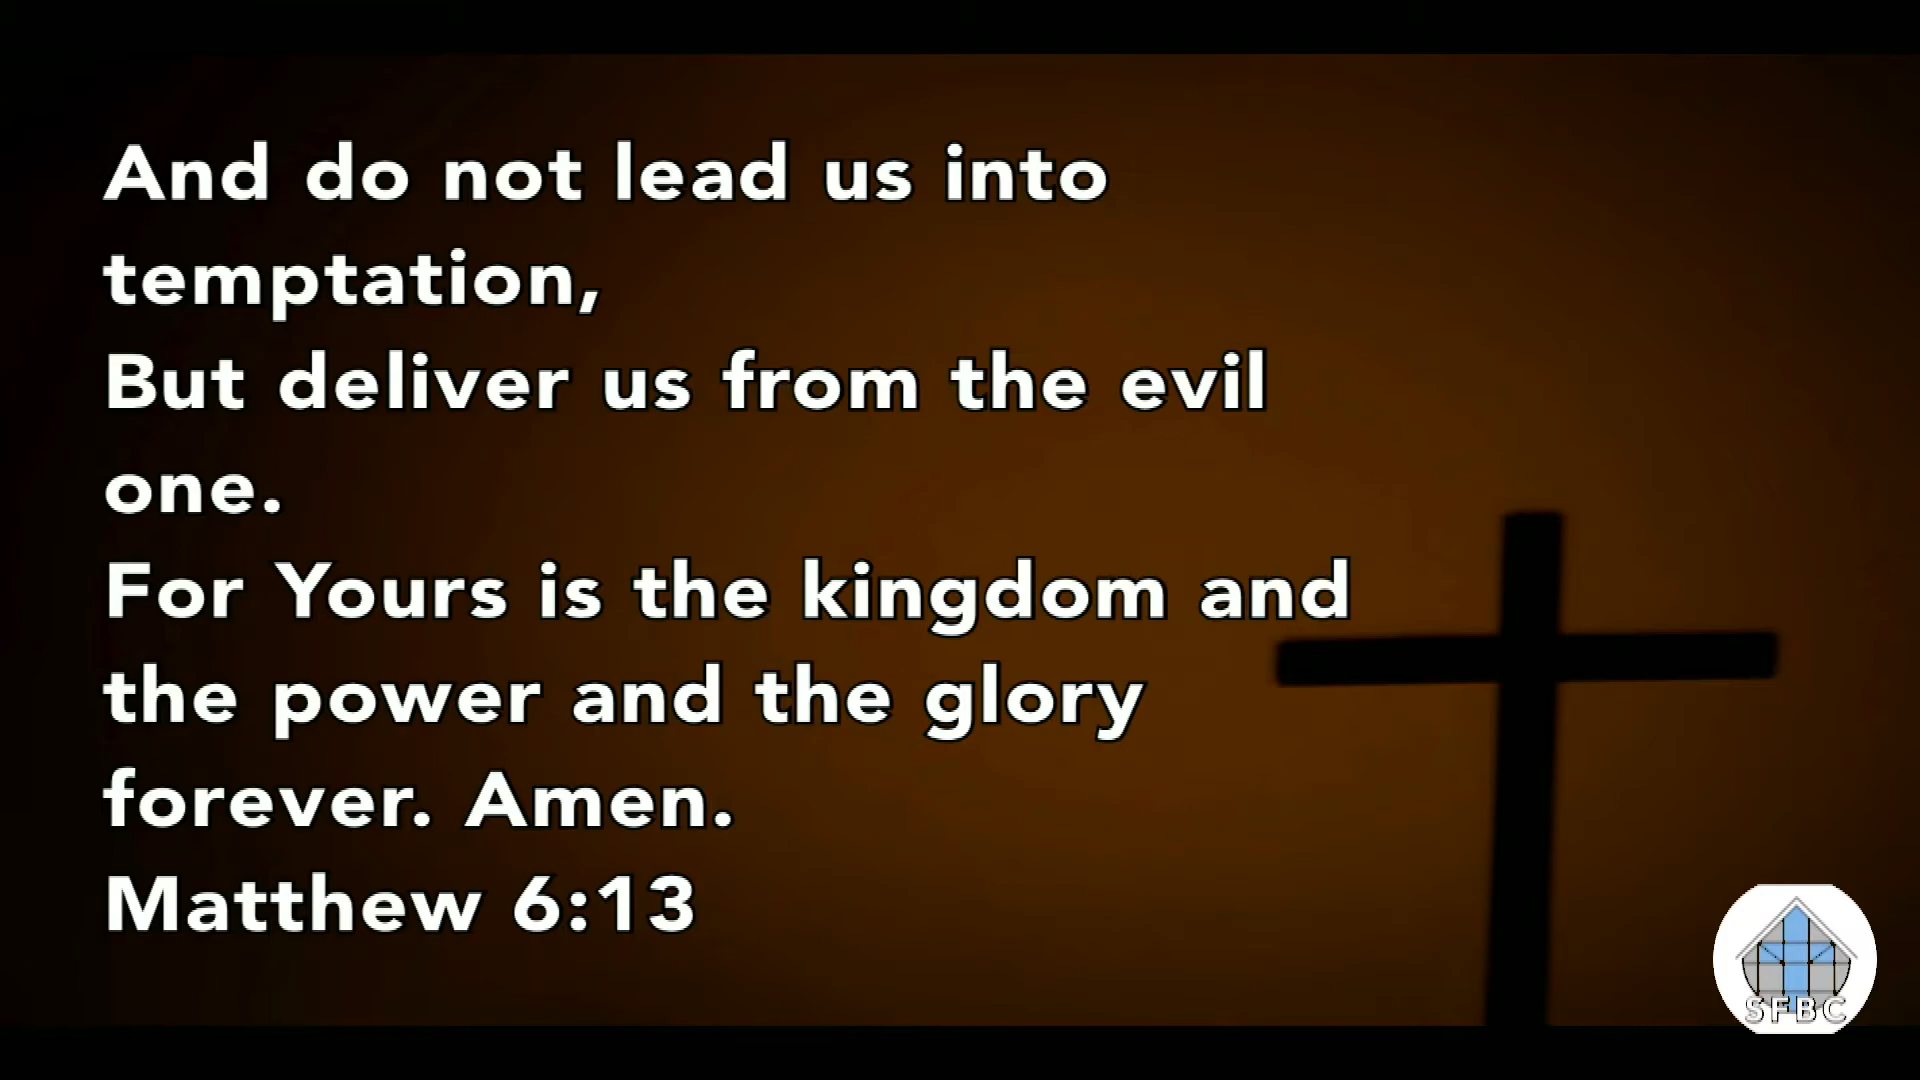 And do not lead us into
temptation,
But deliver us from the evil
one.
For Yours is the kingdom and
the power and the glory
forever. Amen.
Matthew 6:13
SFBC